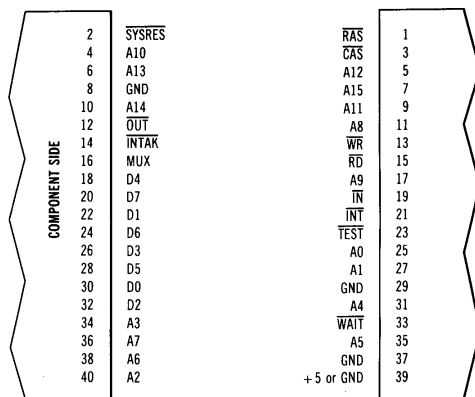 2 SYSRES RAS 1
4 A10 CAS 3
6 A13 A12 5
8 GND A15 7
10 A14 A11 9
12 OUT A8 11
14 INTAK WR 13
16 MUX RD 15
18 D4 A9 17
20 D7 IN 19
22 D1 INT 21
24 D6 TEST 23
26 D3 A0 25
28 D5 A1 27
30 D0 GND 29
32 D2 A4 31
34 A3 WAIT 33
36 A7 A5 35
38 A6 GND 37
40 A2 +5 or GND 39
COMPONENT SIDE